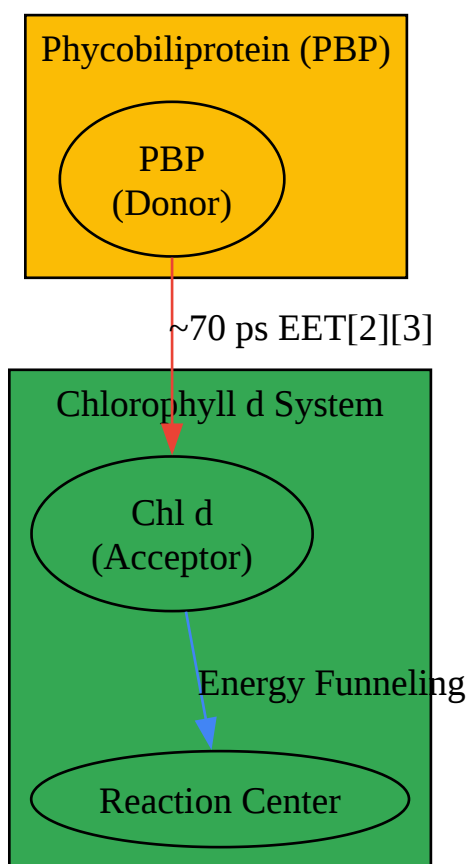 Phycobiliprotein (PBP)
PBP
(Donor)
~70 ps EET[2][3]
Chlorophyll d System
Chl d
(Acceptor)
Energy Funneling
Reaction Center